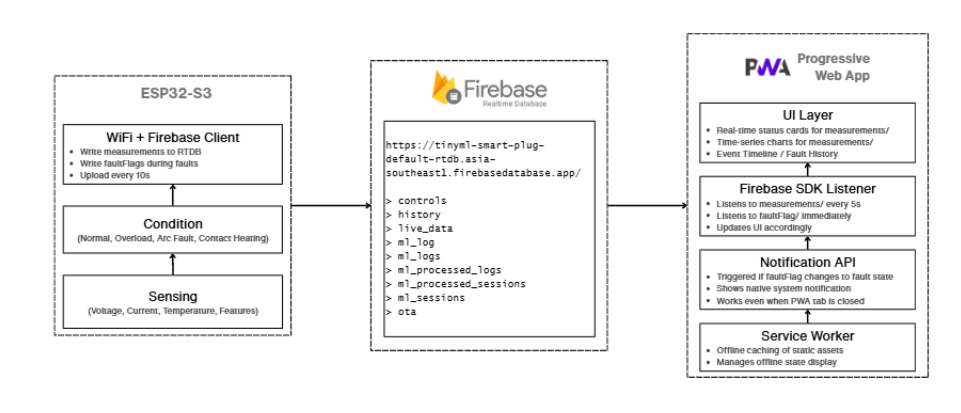 ESP32-S3
WiFi + Firebase Client
• Write measurements to RTDB
• Write faultFlags during faults
• Upload every 10s
Condition
(Normal, Overload, Arc Fault, Contact Heating)
Sensing
(Voltage, Current, Temperature, Features)
Firebase
Realtime Database
https://tinyml-smart-plug-
default-rtdb.asia-
southeast1.firebasedatabase.app/
> controls
> history
> live_data
> ml_log
> ml_logs
> ml_processed_logs
> ml_processed_sessions
> ml_sessions
> ota
PWA Progressive
Web App
UI Layer
• Real-time status cards for measurements/
• Time-series charts for measurements/
• Event Timeline / Fault History
Firebase SDK Listener
• Listens to measurements/ every 5s
• Listens to faultFlag/ immediately
• Updates UI accordingly
Notification API
• Triggered if faultFlag changes to fault state
• Shows native system notification
• Works even when PWA tab is closed
Service Worker
• Offline caching of static assets
• Manages offline state display